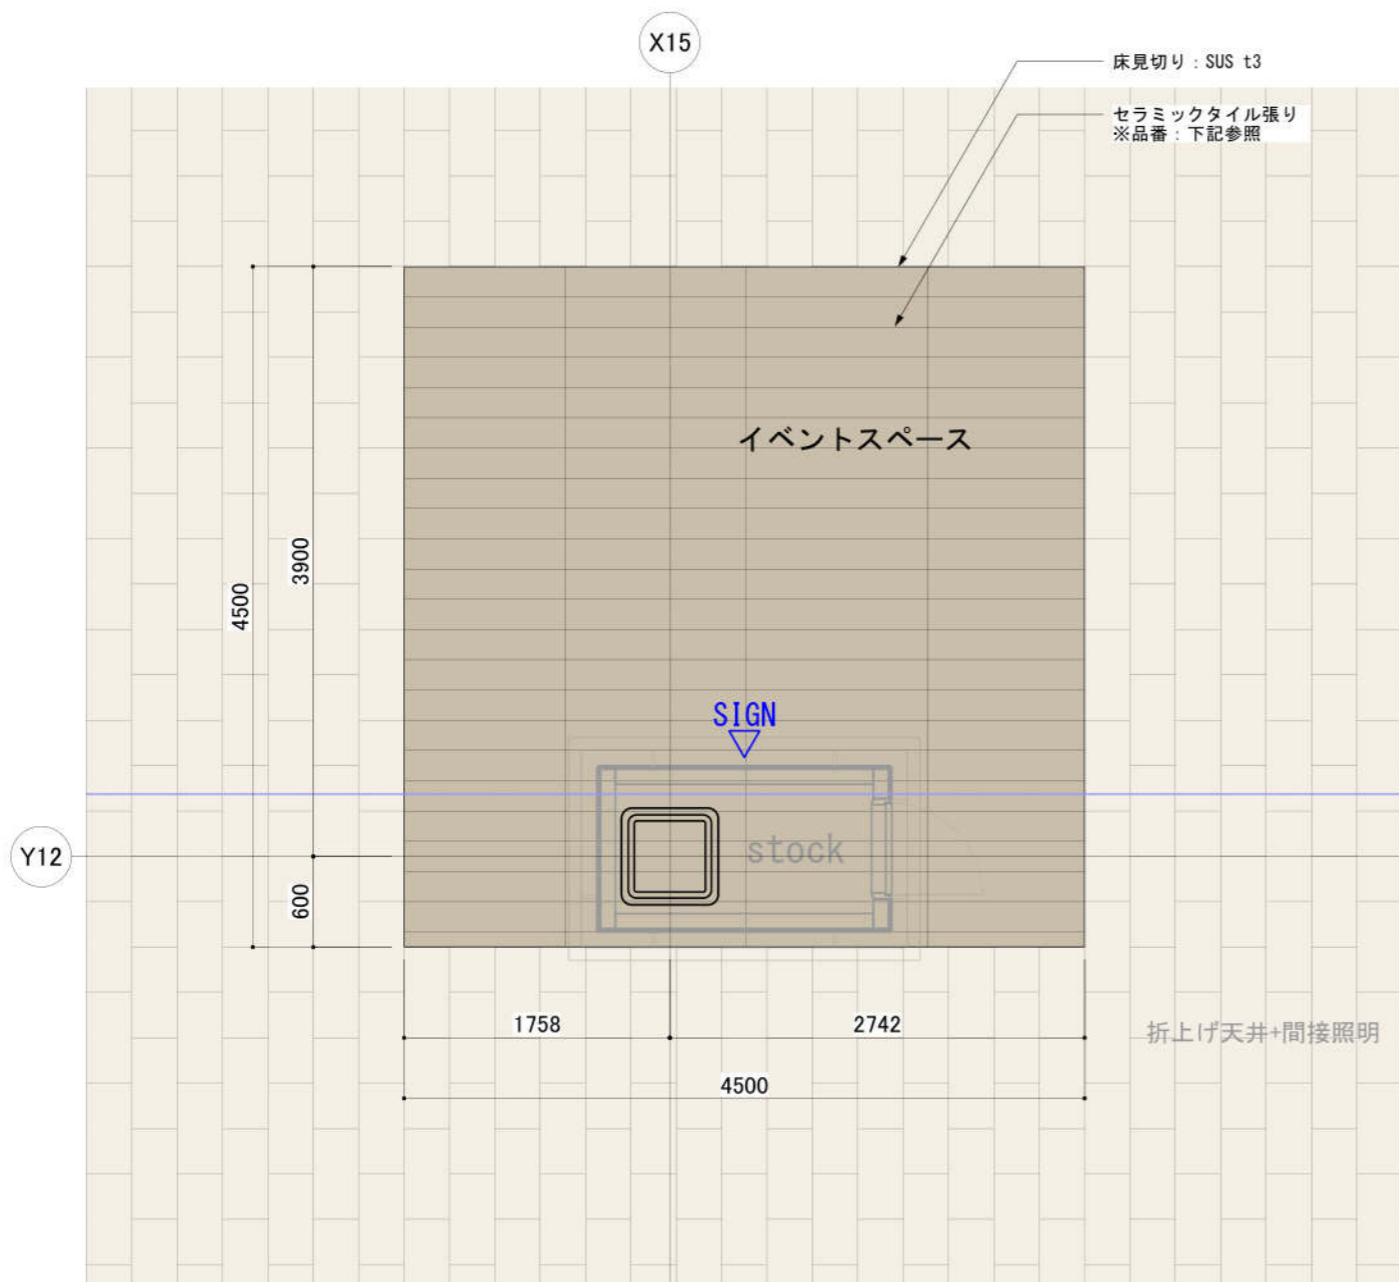 X15
床見切り：SUS t3
セラミックタイル張り
※品番：下記参照
イベントスペース
3900
4500
SIGN
stock
Y12
600
1758
2742
折上げ天井+間接照明
4500